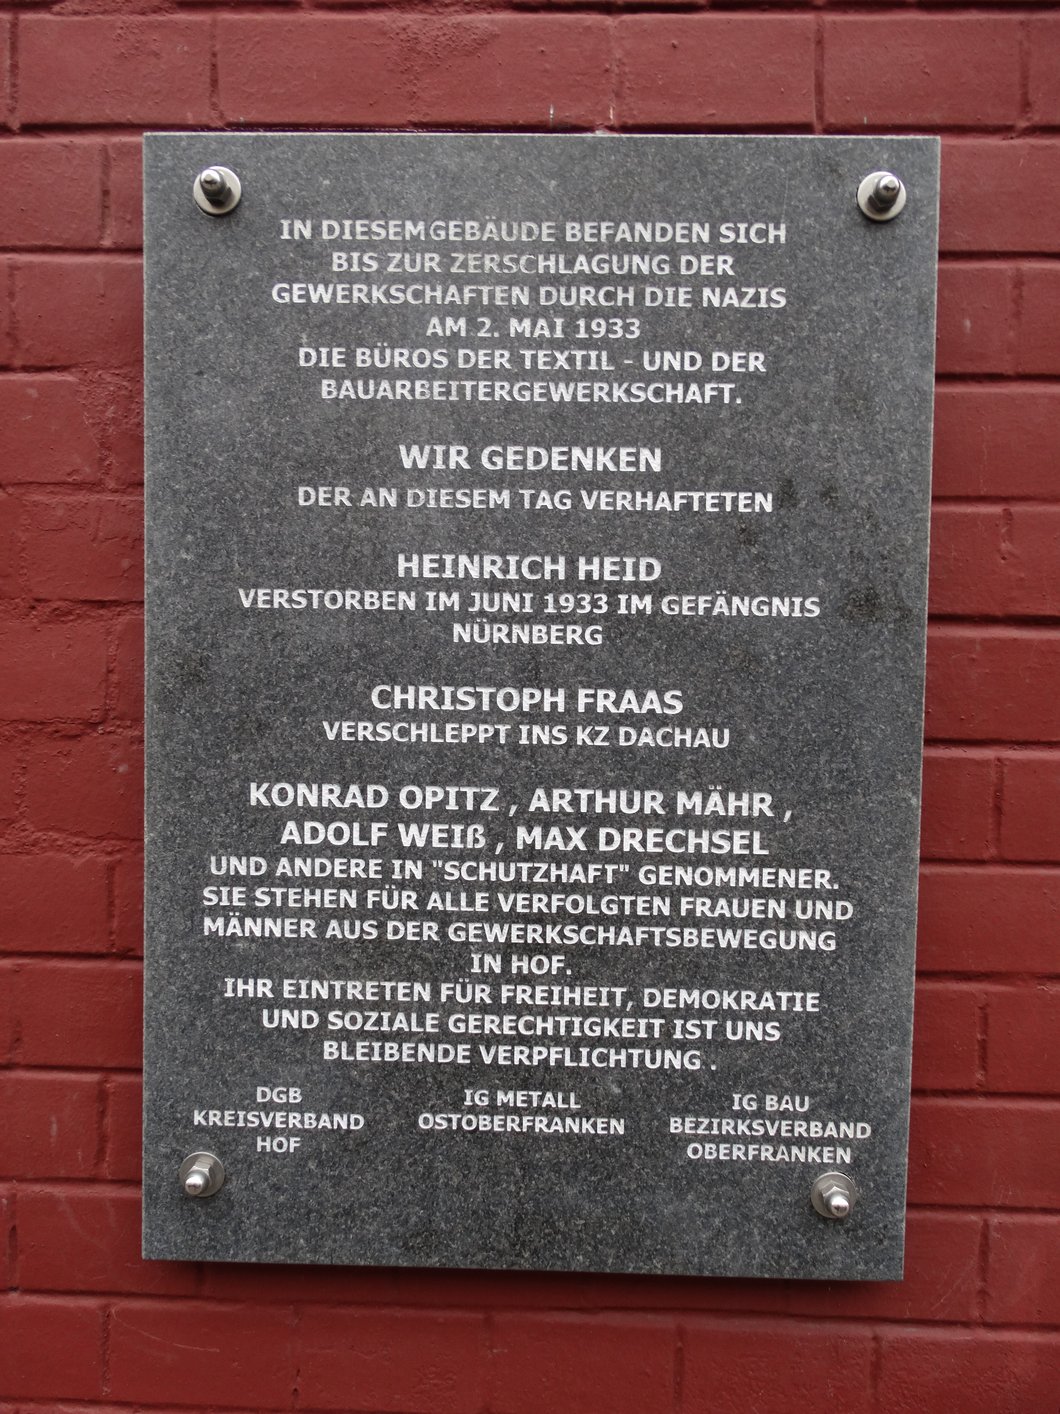 IN DIESEM GEBÄUDE BEFANDEN SICH
BIS ZUR ZERSCHLAGUNG DER
GEWERKSCHAFTEN DURCH DIE NAZIS
AM 2. MAI 1933
DIE BÜROS DER TEXTIL - UND DER
BAUARBEITERGEWERKSCHAFT.
WIR GEDENKEN
DER AN DIESEM TAG VERHAFTETEN
HEINRICH HEID
VERSTORBEN IM JUNI 1933 IM GEFÄNGNIS
NÜRNBERG
CHRISTOPH FRAAS
VERSCHLEPPT INS KZ DACHAU
KONRAD OPITZ , ARTHUR MÄHR ,
ADOLF WEIß , MAX DRECHSEL
UND ANDERE IN "SCHUTZHAFT" GENOMMENER.
SIE STEHEN FÜR ALLE VERFOLGTEN FRAUEN UND
MÄNNER AUS DER GEWERKSCHAFTSBEWEGUNG
IN HOF.
IHR EINTRETEN FÜR FREIHEIT, DEMOKRATIE
UND SOZIALE GERECHTIGKEIT IST UNS
BLEIBENDE VERPFLICHTUNG .
DGB
KREISVERBAND
HOF
IG METALL
OSTOBERFRANKEN
IG BAU
BEZIRKSVERBAND
OBERFRANKEN